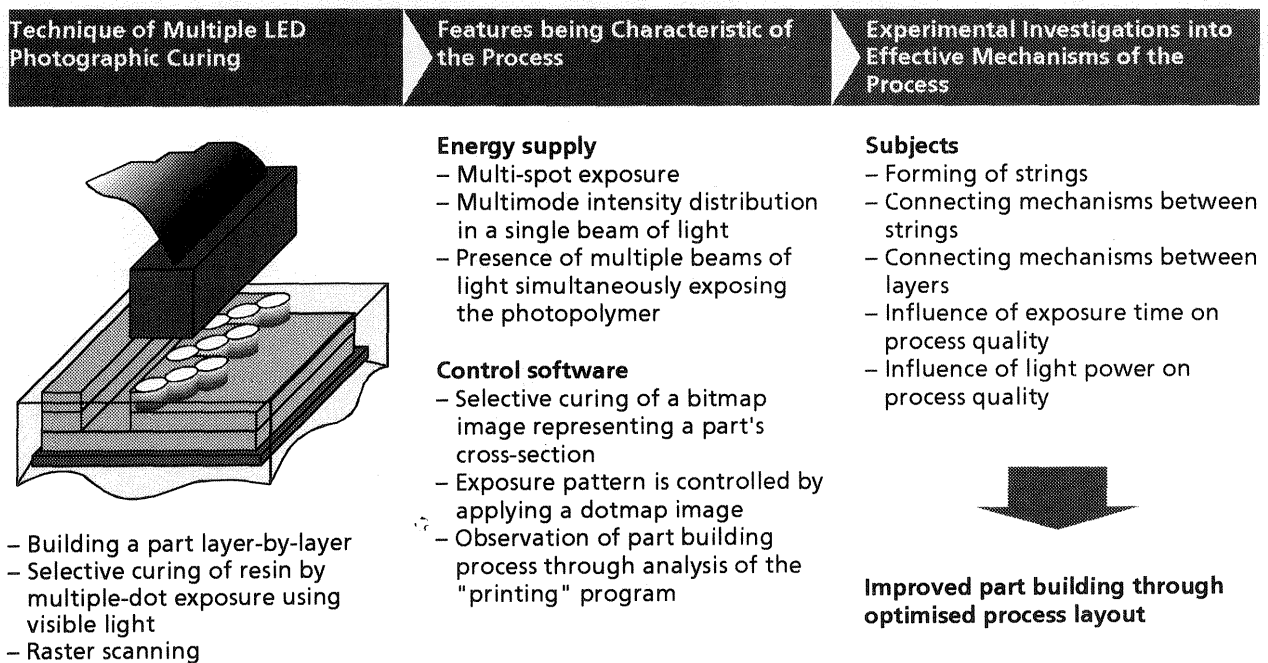 Technique of Multiple LED
Photographic Curing
Features being Characteristic of
the Process
Experimental Investigations into
Effective Mechanisms of the
Process
– Building a part layer-by-layer
– Selective curing of resin by
multiple-dot exposure using
visible light
– Raster scanning
Energy supply
– Multi-spot exposure
– Multimode intensity distribution
in a single beam of light
– Presence of multiple beams of
light simultaneously exposing
the photopolymer
Control software
– Selective curing of a bitmap
image representing a part's
cross-section
– Exposure pattern is controlled by
applying a dotmap image
– Observation of part building
process through analysis of the
"printing" program
Subjects
– Forming of strings
– Connecting mechanisms between
strings
– Connecting mechanisms between
layers
– Influence of exposure time on
process quality
– Influence of light power on
process quality
Improved part building through
optimised process layout